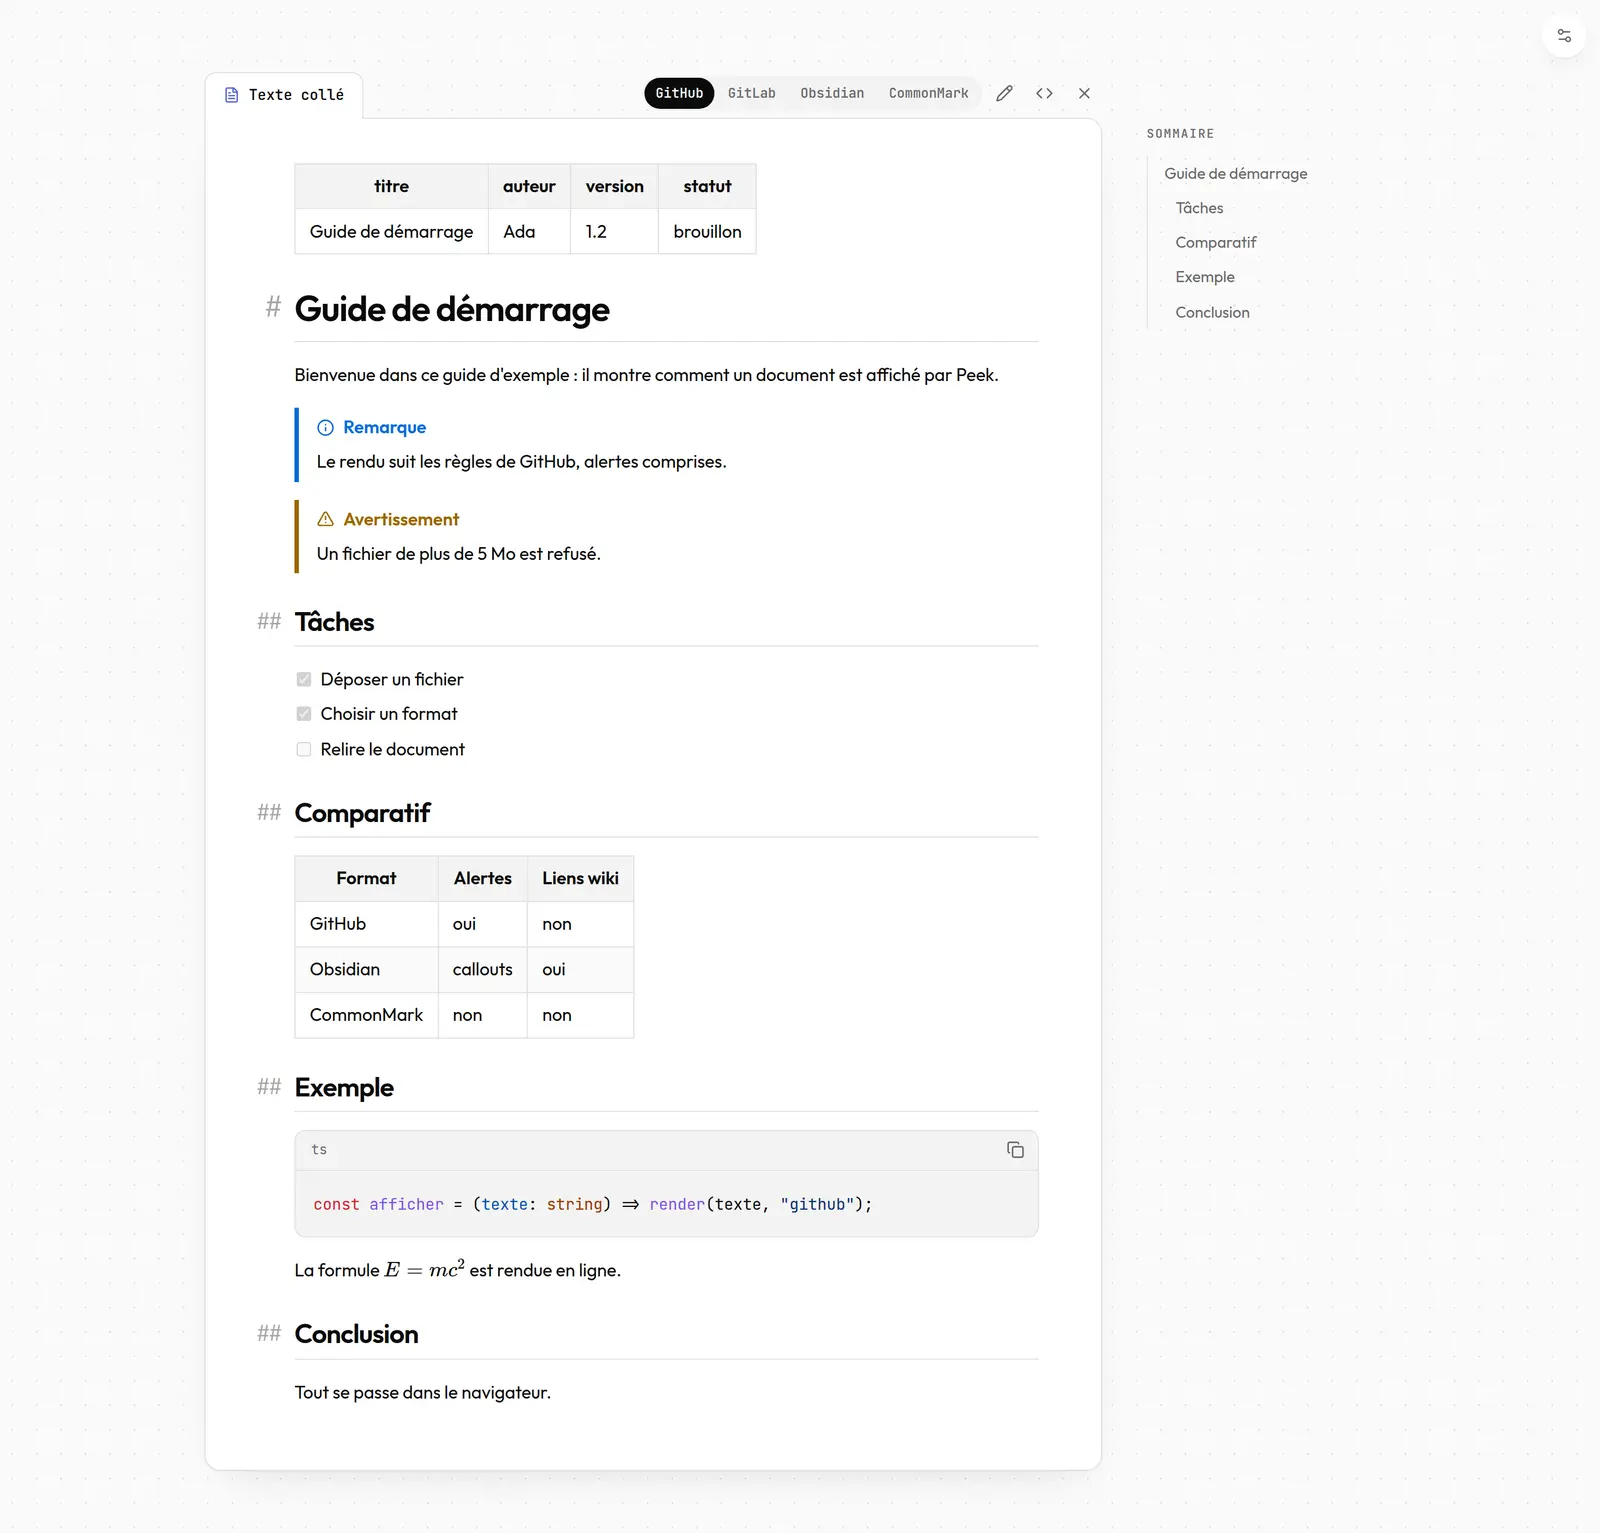 Texte collé
GitHub GitLab Obsidian CommonMark
SOMMAIRE
Guide de démarrage
Tâches
Comparatif
Exemple
Conclusion
titre auteur version statut
Guide de démarrage Ada 1.2 brouillon
# Guide de démarrage
Bienvenue dans ce guide d'exemple : il montre comment un document est affiché par Peek.
Remarque
Le rendu suit les règles de GitHub, alertes comprises.
Avertissement
Un fichier de plus de 5 Mo est refusé.
## Tâches
Déposer un fichier
Choisir un format
Relire le document
## Comparatif
Format Alertes Liens wiki
GitHub oui non
Obsidian callouts oui
CommonMark non non
## Exemple
ts
const afficher = (texte: string) => render(texte, "github");
La formule E = mc² est rendue en ligne.
## Conclusion
Tout se passe dans le navigateur.